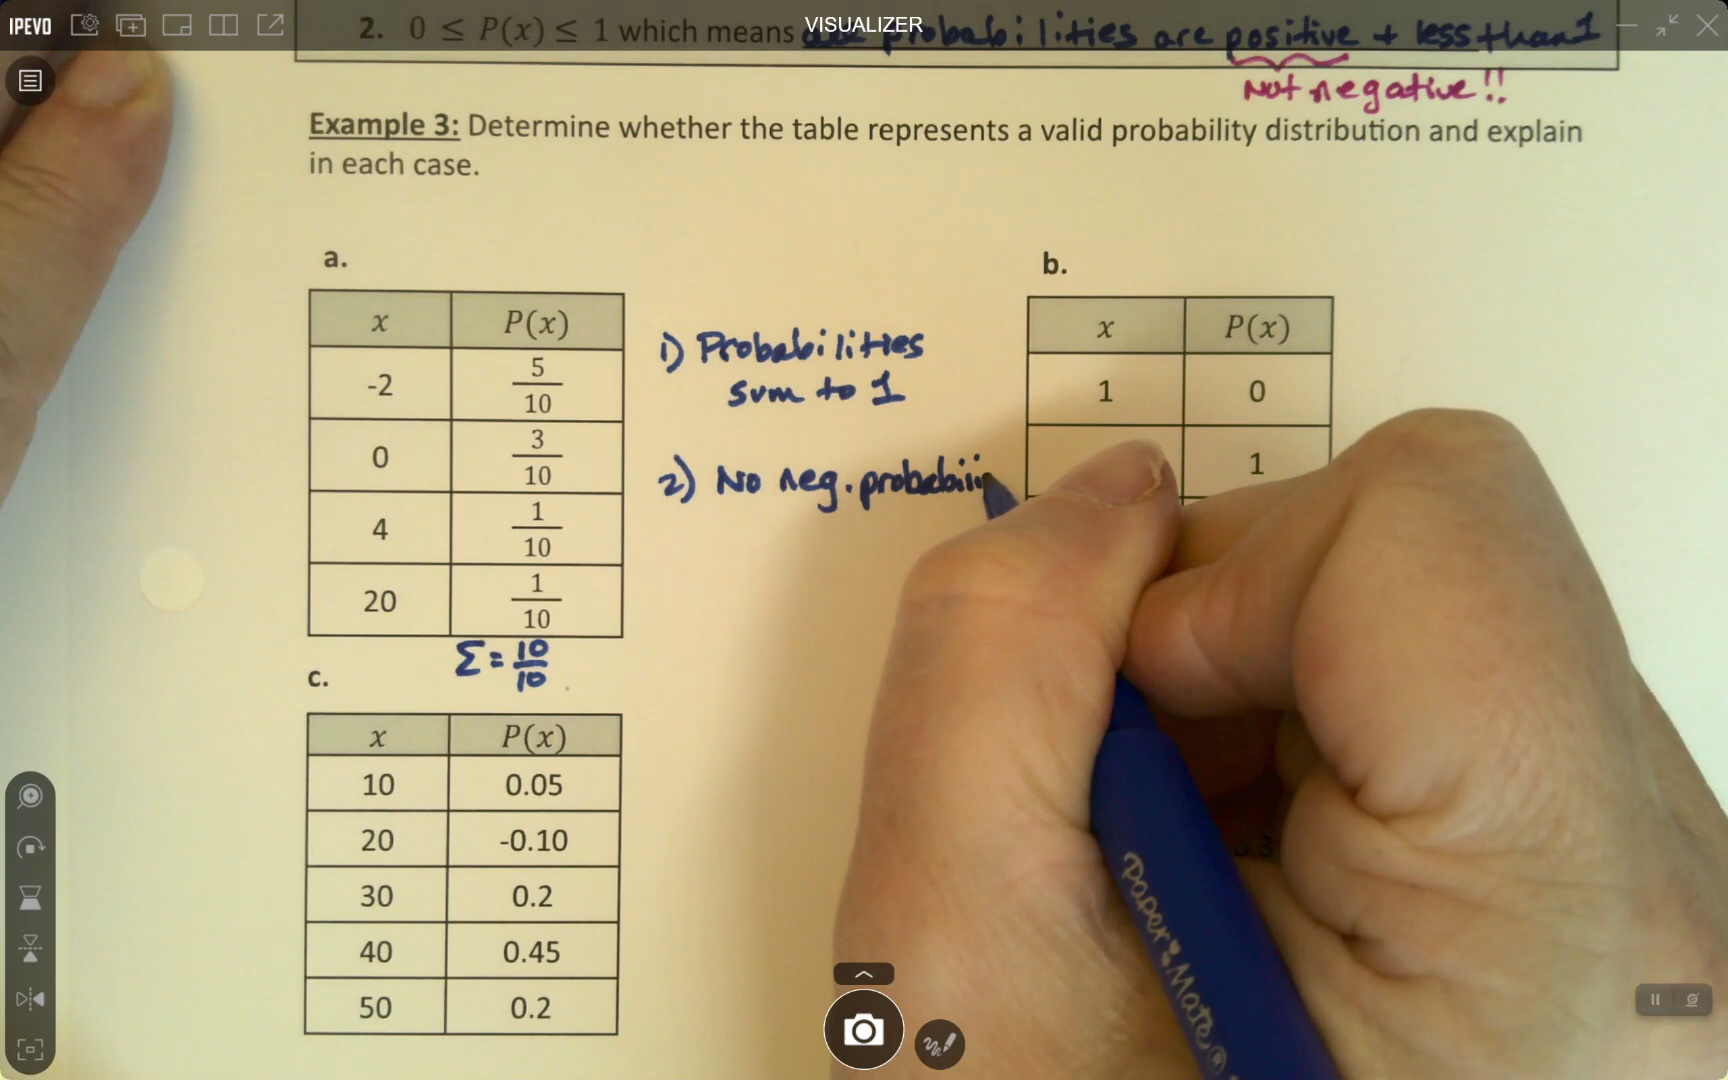 IPEVO
VISUALIZER
2. 0 ≤ P(x) ≤ 1 which means probabilities are positive + less than 1
Not negative!!
Example 3: Determine whether the table represents a valid probability distribution and explain
in each case.
a.
x P(x)
-2 5/10
0 3/10
4 1/10
20 1/10
Σ = 10/10
1) Probabilities
sum to 1
2) No neg. probabili
b.
x P(x)
1 0
1
c.
x P(x)
10 0.05
20 -0.10
30 0.2
40 0.45
50 0.2
Paper:Mate®